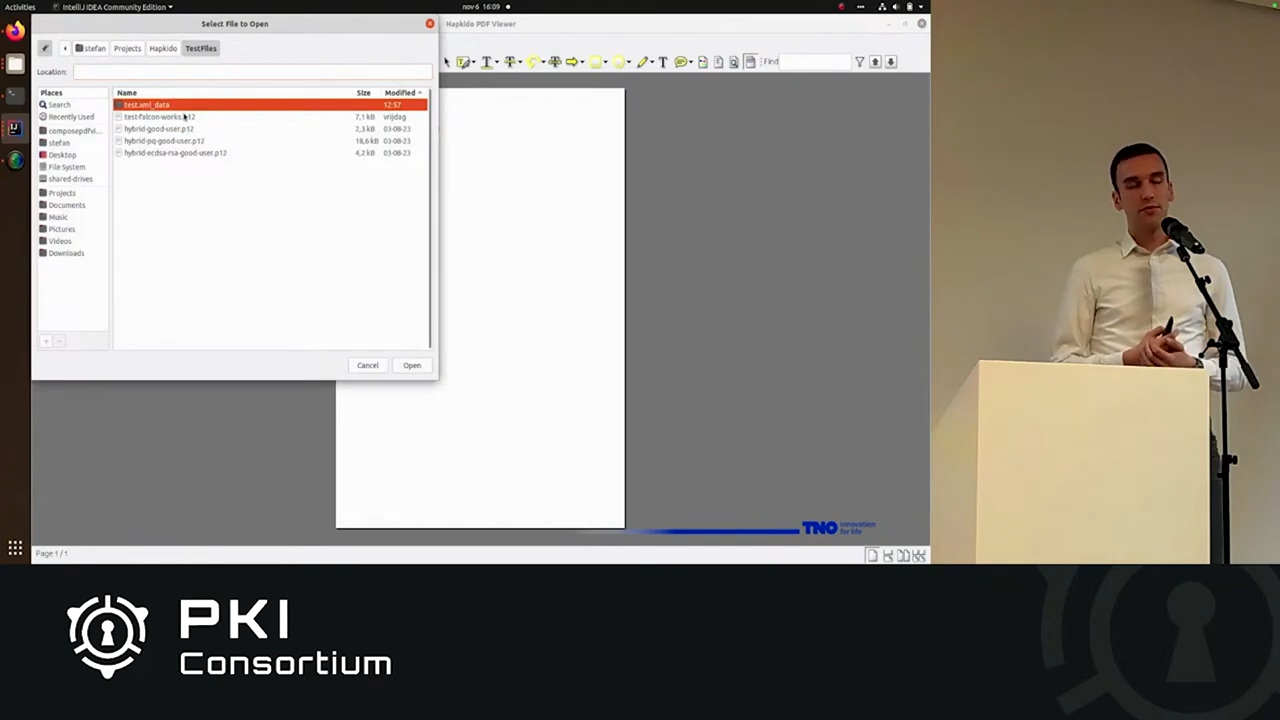 Activities
IntelliJ IDEA Community Edition
nov 6 16:09
Select File to Open
Hapkido PDF Viewer
stefan
Projects
Hapkido
TestFiles
Find
Location:
Places
Name
Size
Modified
Search
test.xml_data
12:57
Recently Used
test-falcon-works.p12
7,1 kB
vrijdag
composepdfvi...
hybrid-good-user.p12
2,3 kB
03-08-23
stefan
hybrid-pq-good-user.p12
18,6 kB
03-08-23
Desktop
hybrid-ecdsa-rsa-good-user.p12
4,2 kB
03-08-23
File System
shared-drives
Projects
Documents
Music
Pictures
Videos
Downloads
Cancel
Open
TNO innovation
for life
Page 1 / 1
PKI
Consortium